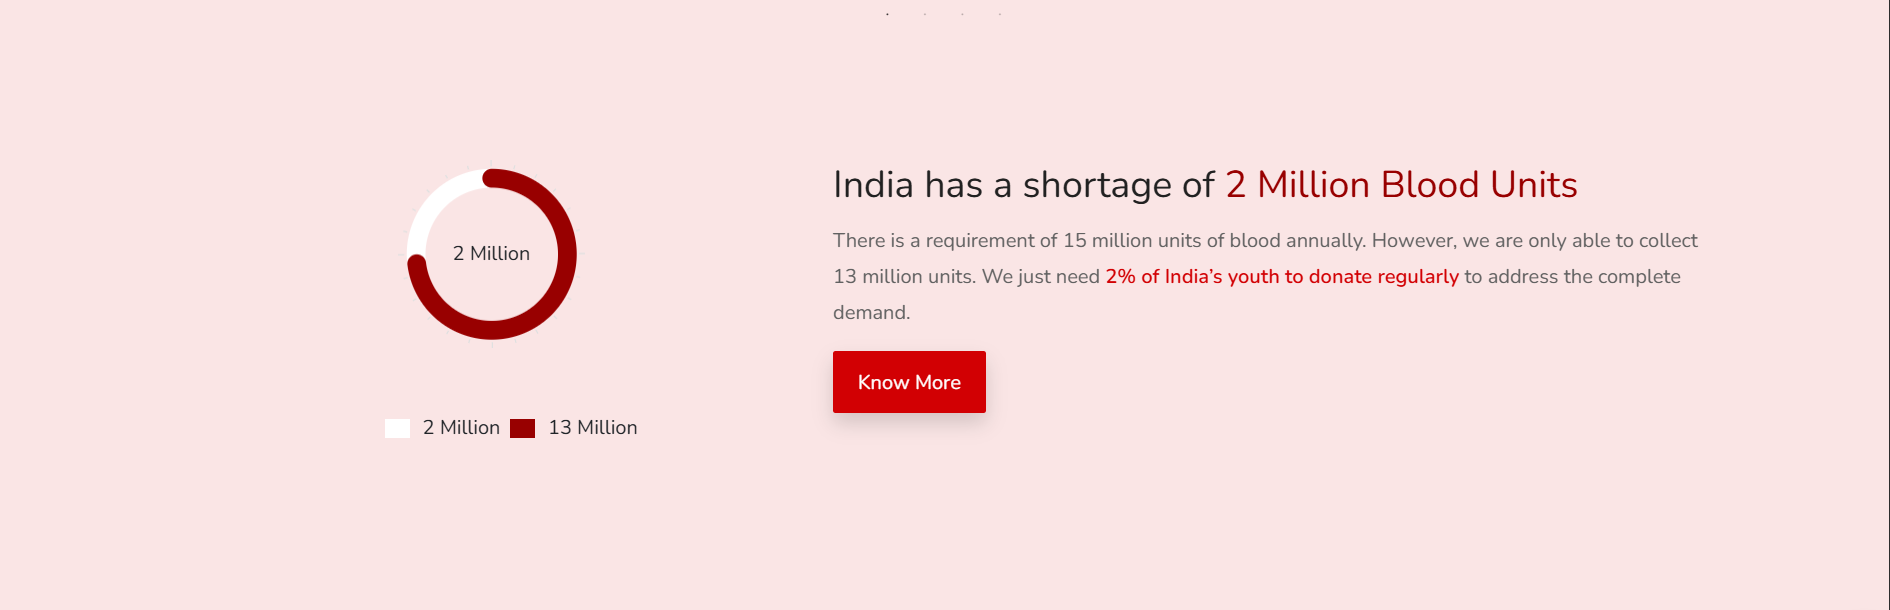 2 Million
2 Million 13 Million
India has a shortage of 2 Million Blood Units
There is a requirement of 15 million units of blood annually. However, we are only able to collect
13 million units. We just need 2% of India’s youth to donate regularly to address the complete
demand.
Know More